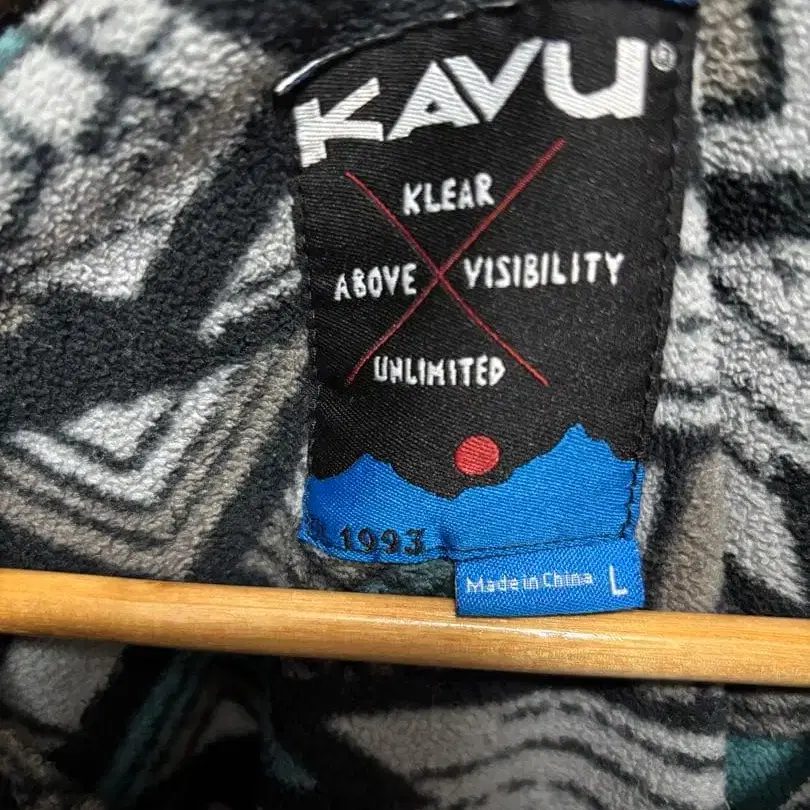 KAVU®
KLEAR
ABOVE VISIBILITY
UNLIMITED
1993
Made in China L